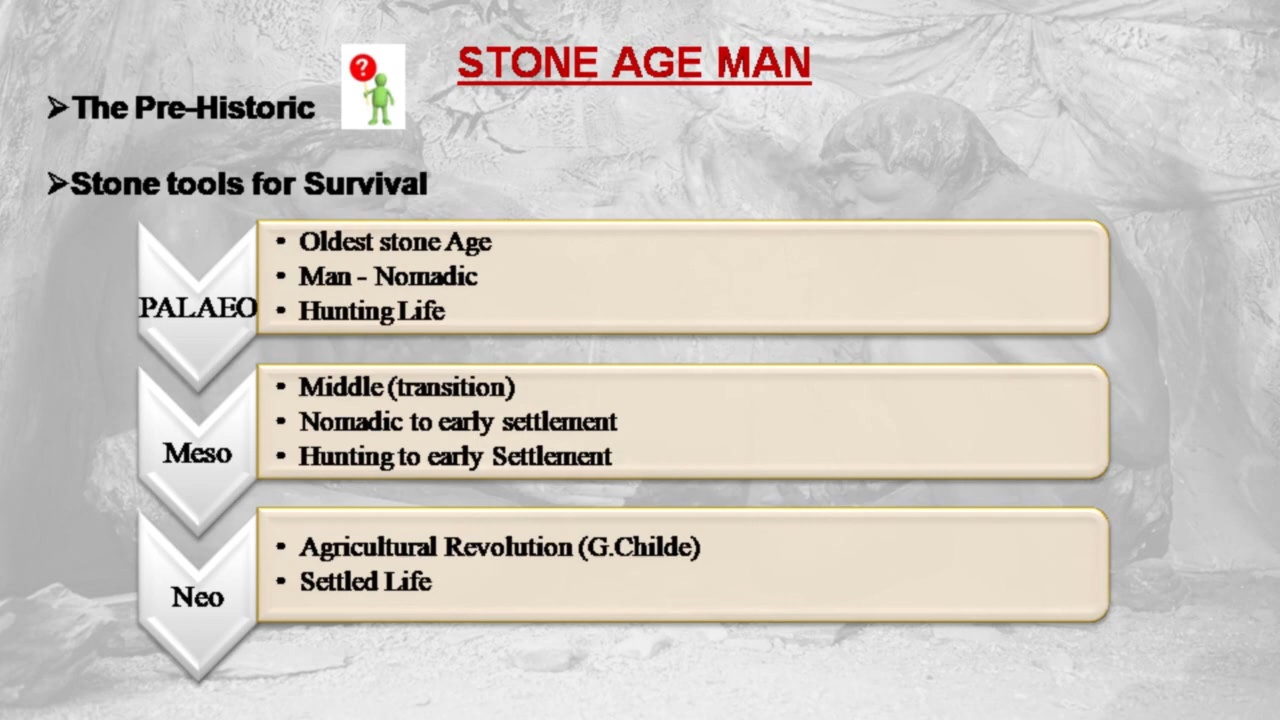 STONE AGE MAN
➢The Pre-Historic
?
➢Stone tools for Survival
PALAEO
• Oldest stone Age
• Man - Nomadic
• Hunting Life
Meso
• Middle (transition)
• Nomadic to early settlement
• Hunting to early Settlement
Neo
• Agricultural Revolution (G.Childe)
• Settled Life